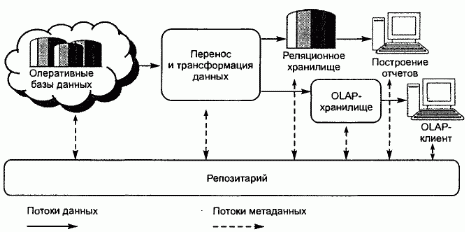 Оперативные
базы данных
Перенос
и трансформация
данных
Реляционное
хранилище
Построение
отчетов
OLAP-
хранилище
OLAP-
клиент
Репозитарий
Потоки данных
Потоки метаданных